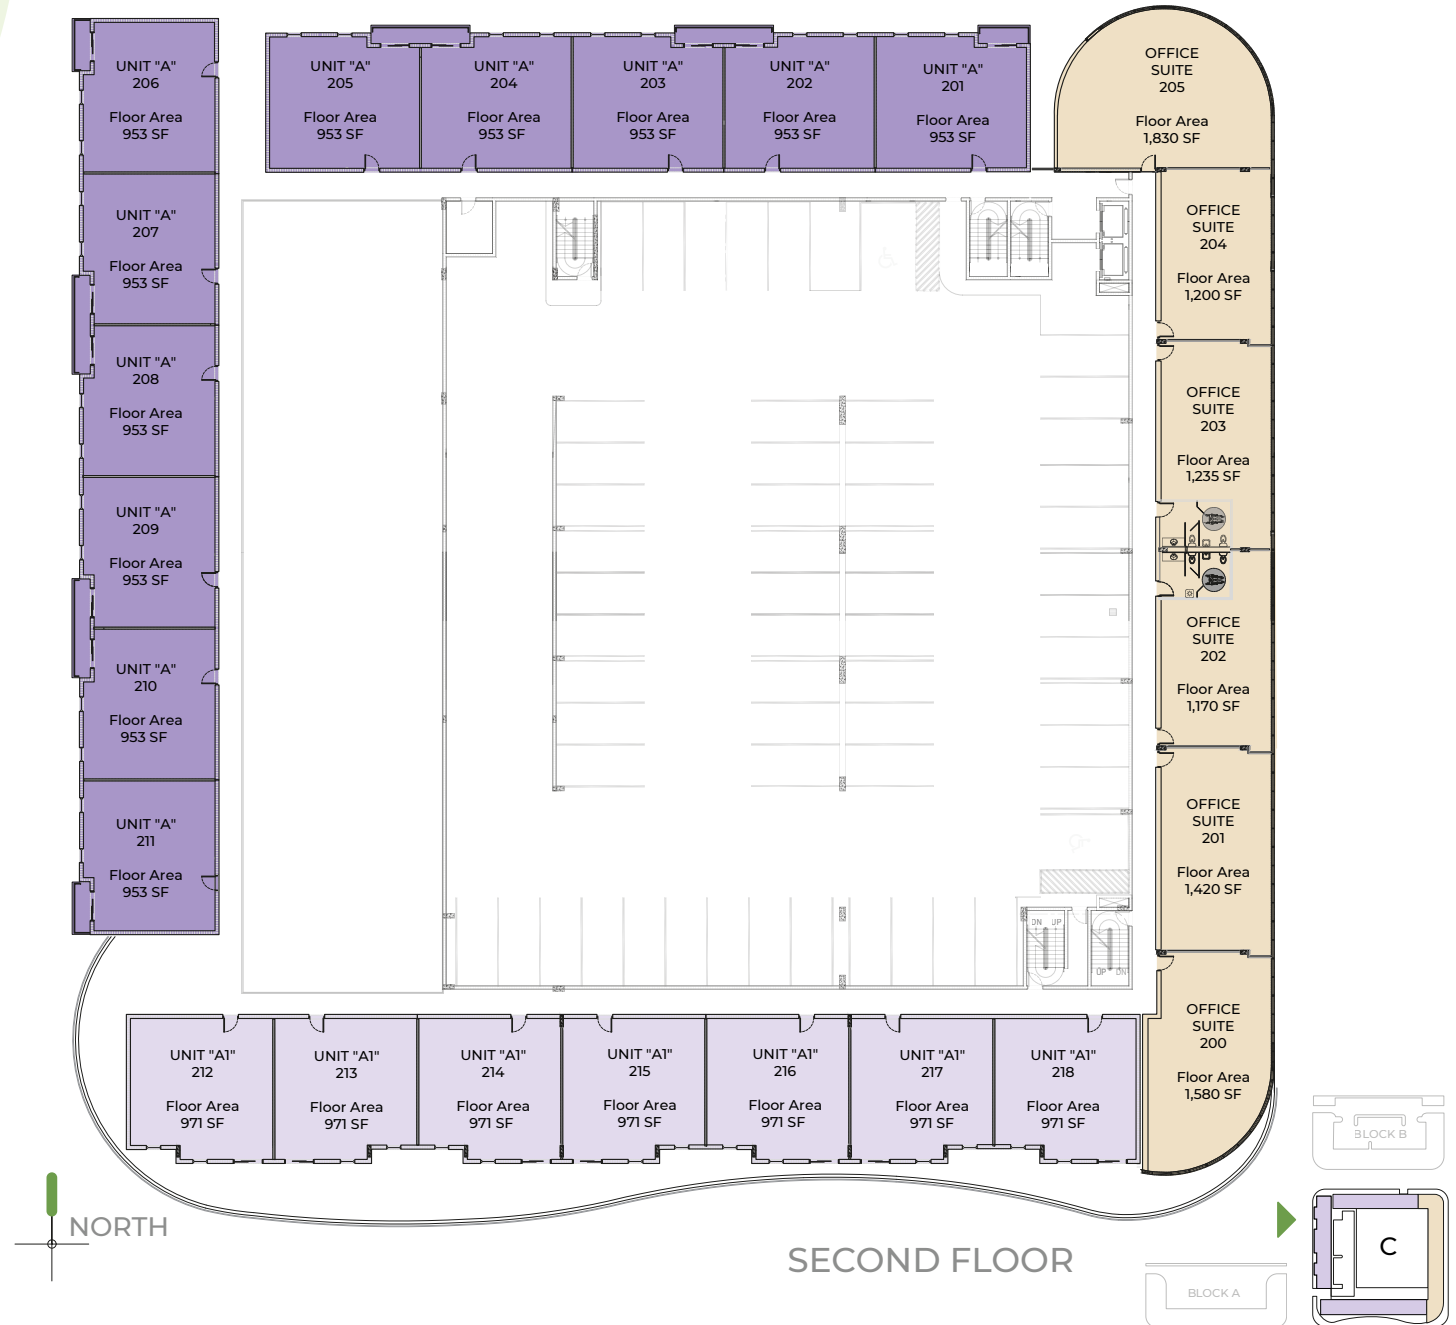 UNIT "A"
206
Floor Area
953 SF
UNIT "A"
205
Floor Area
953 SF
UNIT "A"
204
Floor Area
953 SF
UNIT "A"
203
Floor Area
953 SF
UNIT "A"
202
Floor Area
953 SF
UNIT "A"
201
Floor Area
953 SF
OFFICE
SUITE
205
Floor Area
1,830 SF
UNIT "A"
207
Floor Area
953 SF
OFFICE
SUITE
204
Floor Area
1,200 SF
UNIT "A"
208
Floor Area
953 SF
OFFICE
SUITE
203
Floor Area
1,235 SF
UNIT "A"
209
Floor Area
953 SF
OFFICE
SUITE
202
Floor Area
1,170 SF
UNIT "A"
210
Floor Area
953 SF
UNIT "A"
211
Floor Area
953 SF
OFFICE
SUITE
201
Floor Area
1,420 SF
DN UP
UP DN
OFFICE
SUITE
200
Floor Area
1,580 SF
UNIT "A1"
212
Floor Area
971 SF
UNIT "A1"
213
Floor Area
971 SF
UNIT "A1"
214
Floor Area
971 SF
UNIT "A1"
215
Floor Area
971 SF
UNIT "A1"
216
Floor Area
971 SF
UNIT "A1"
217
Floor Area
971 SF
UNIT "A1"
218
Floor Area
971 SF
BLOCK B
NORTH
SECOND FLOOR
C
BLOCK A